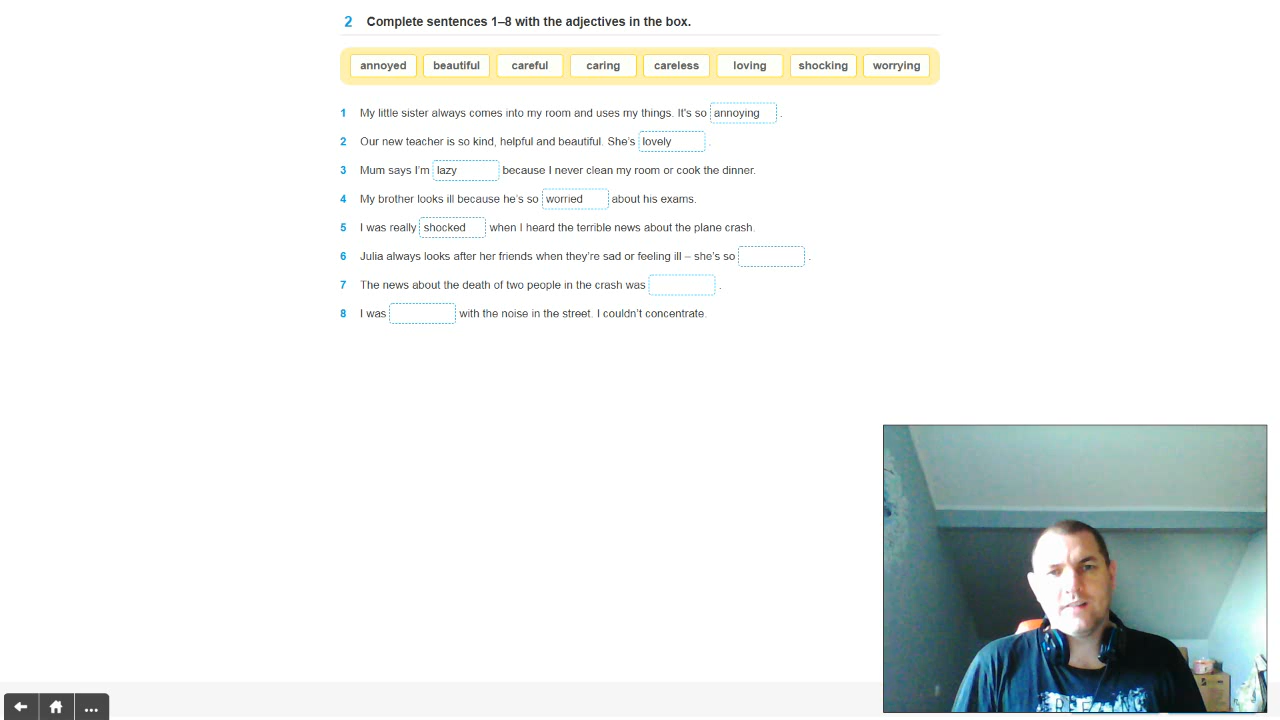 2 Complete sentences 1–8 with the adjectives in the box.
annoyed beautiful careful caring careless loving shocking worrying
1 My little sister always comes into my room and uses my things. It's so annoying .
2 Our new teacher is so kind, helpful and beautiful. She's lovely .
3 Mum says I'm lazy because I never clean my room or cook the dinner.
4 My brother looks ill because he's so worried about his exams.
5 I was really shocked when I heard the terrible news about the plane crash.
6 Julia always looks after her friends when they're sad or feeling ill – she's so .
7 The news about the death of two people in the crash was .
8 I was with the noise in the street. I couldn't concentrate.